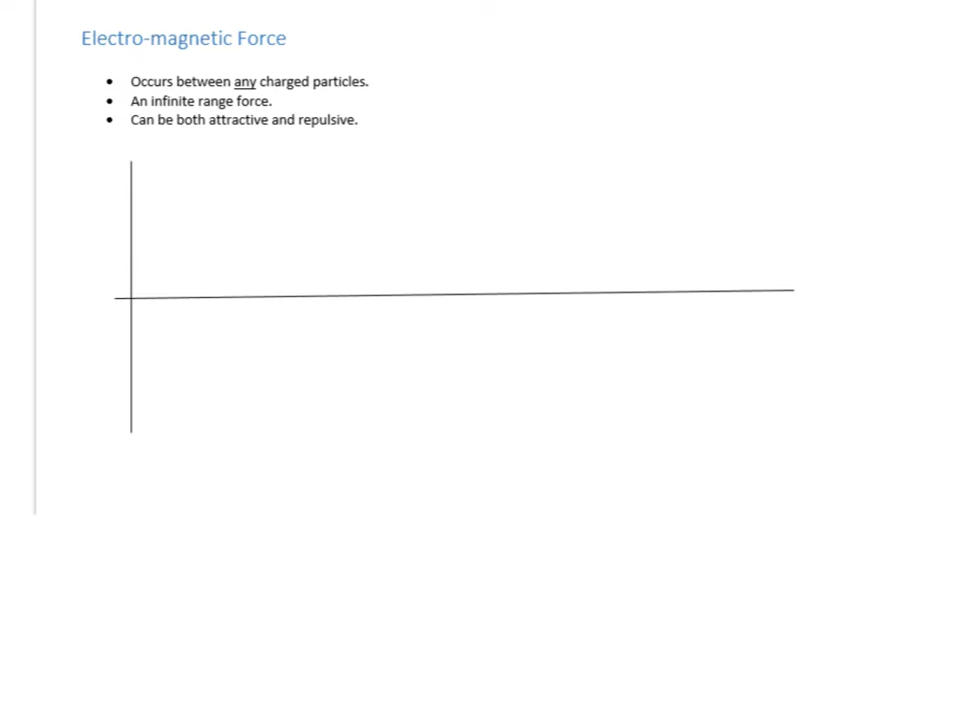 Electro-magnetic Force
• Occurs between any charged particles.
• An infinite range force.
• Can be both attractive and repulsive.